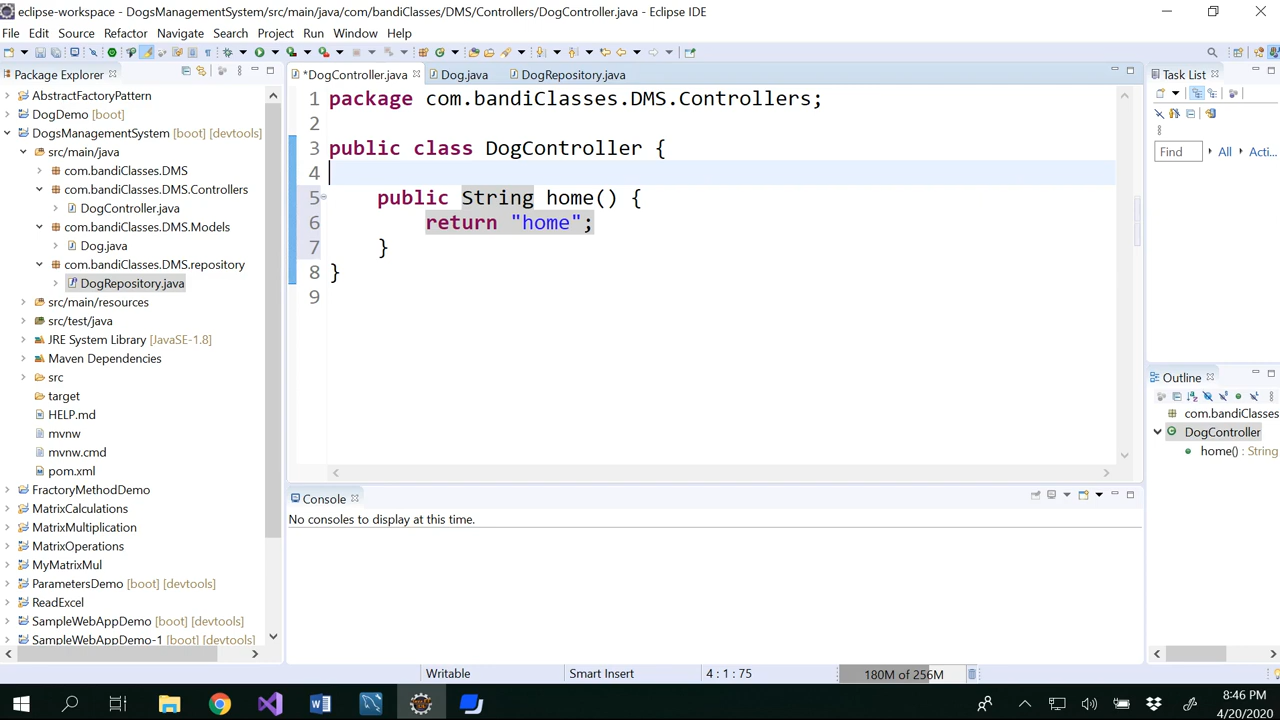 eclipse-workspace - DogsManagementSystem/src/main/java/com/bandiClasses/DMS/Controllers/DogController.java - Eclipse IDE
File Edit Source Refactor Navigate Search Project Run Window Help
Package Explorer
*DogController.java Dog.java DogRepository.java
Task List
AbstractFactoryPattern
DogDemo [boot]
DogsManagementSystem [boot] [devtools]
src/main/java
com.bandiClasses.DMS
com.bandiClasses.DMS.Controllers
DogController.java
com.bandiClasses.DMS.Models
Dog.java
com.bandiClasses.DMS.repository
DogRepository.java
src/main/resources
src/test/java
JRE System Library [JavaSE-1.8]
Maven Dependencies
src
target
HELP.md
mvnw
mvnw.cmd
pom.xml
FractoryMethodDemo
MatrixCalculations
MatrixMultiplication
MatrixOperations
MyMatrixMul
ParametersDemo [boot] [devtools]
ReadExcel
SampleWebAppDemo [boot] [devtools]
SampleWebAppDemo-1 [boot] [devtools]
1 package com.bandiClasses.DMS.Controllers;
2
3 public class DogController {
4
5 public String home() {
6 return "home";
7 }
8 }
9
Find All Acti...
Outline
com.bandiClasses
DogController
home() : String
Console
No consoles to display at this time.
Writable Smart Insert 4 : 1 : 75 180M of 256M
8:46 PM
4/20/2020